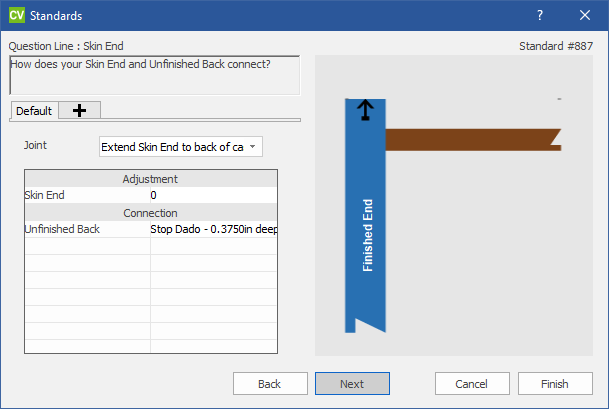 CV Standards ?
Question Line : Skin End
Standard #887
How does your Skin End and Unfinished Back connect?
Default
Joint
Extend Skin End to back of ca
Adjustment
Skin End 0
Connection
Unfinished Back Stop Dado - 0.3750in deep
Finished End
Back Next Cancel Finish